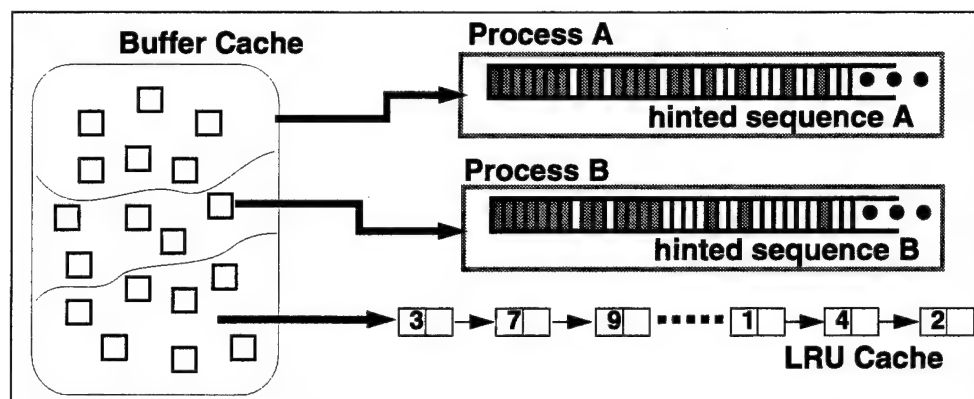 Buffer Cache
Process A
hinted sequence A
Process B
hinted sequence B
3 7 9 1 4 2
LRU Cache